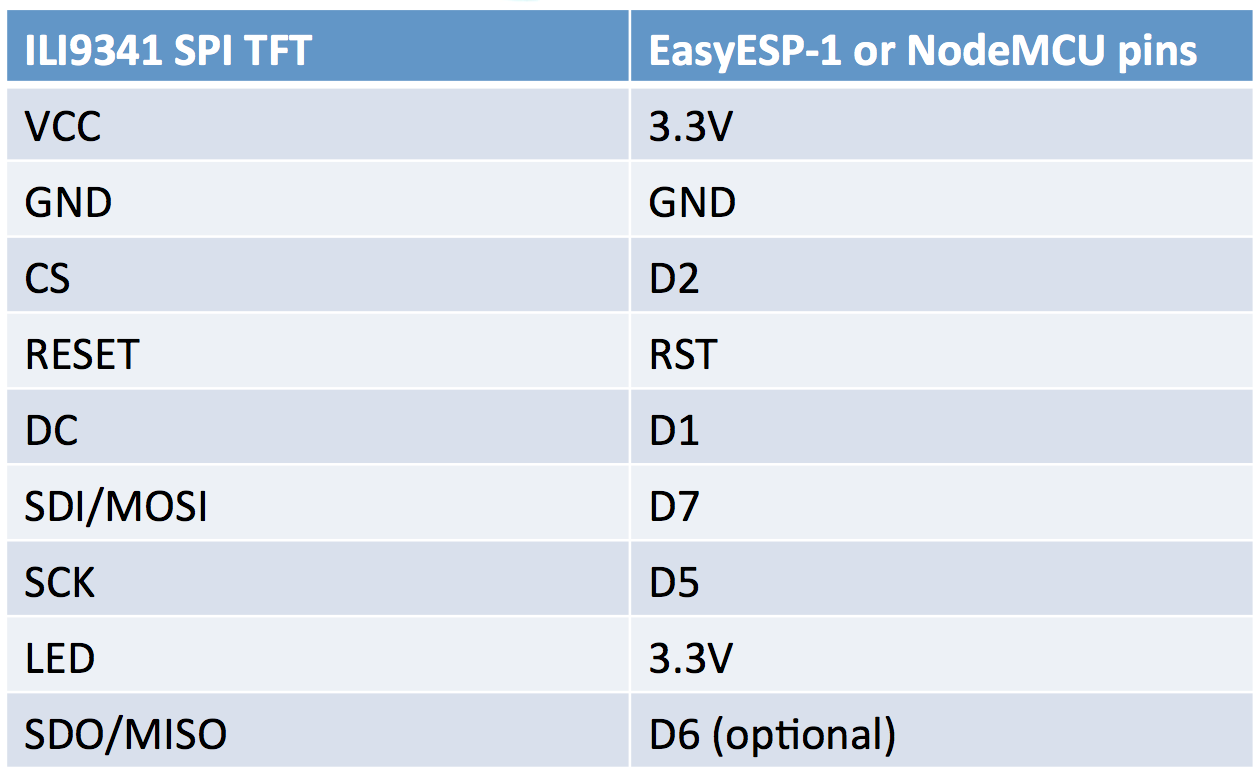 ILI9341 SPI TFT EasyESP-1 or NodeMCU pins
VCC 3.3V
GND GND
CS D2
RESET RST
DC D1
SDI/MOSI D7
SCK D5
LED 3.3V
SDO/MISO D6 (optional)